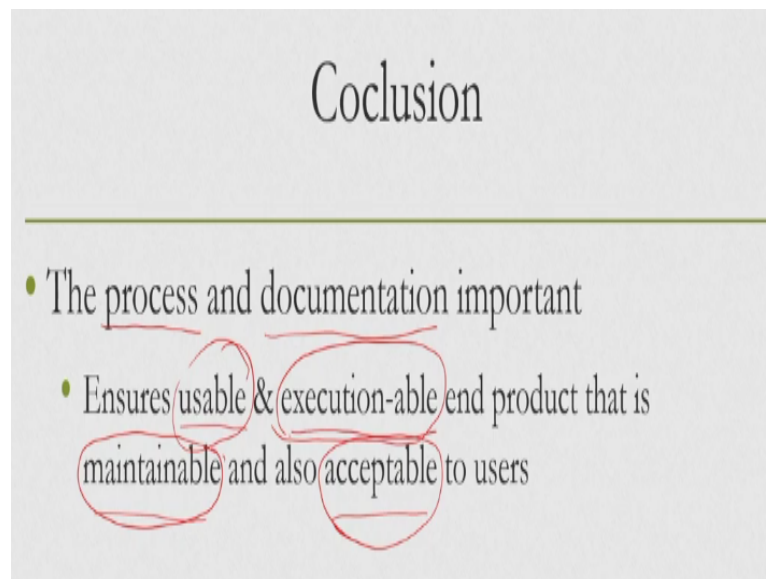 Coclusion
• The process and documentation important
• Ensures usable & execution-able end product that is
maintainable and also acceptable to users